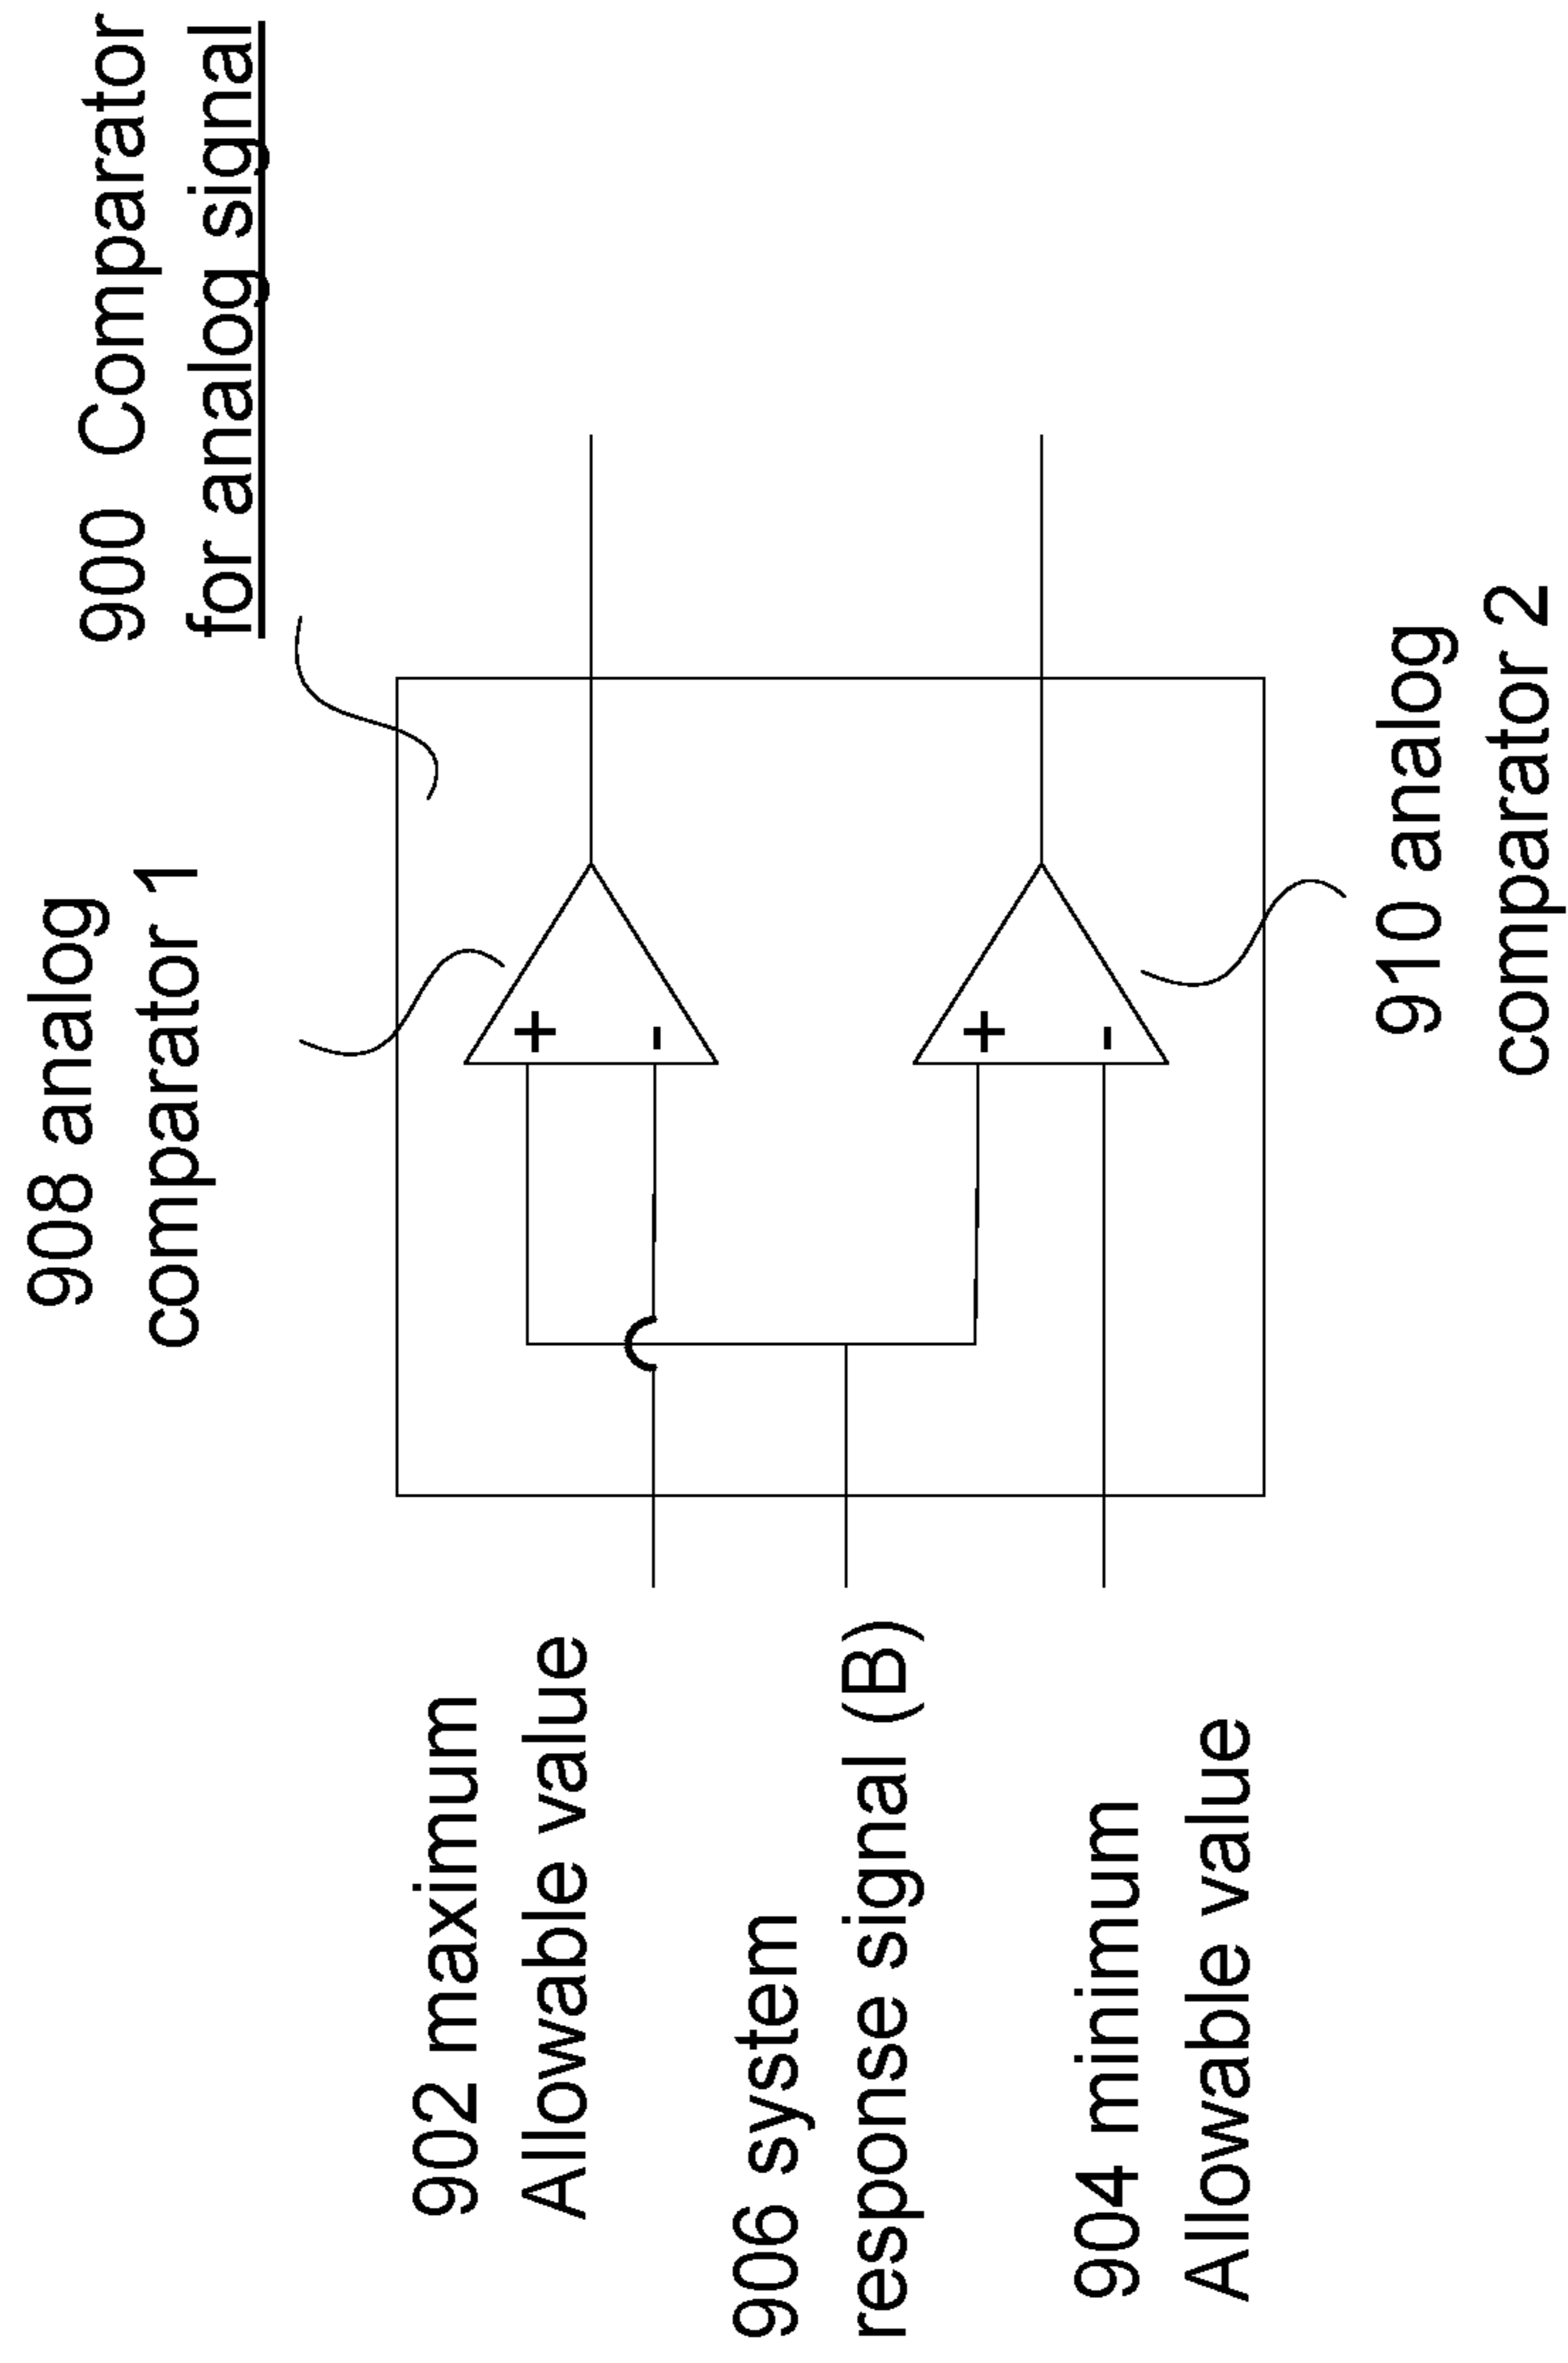 900 Comparator
for analog signal
908 analog
comparator 1
902 maximum
Allowable value
+
-
906 system
response signal (B)
+
-
904 minimum
Allowable value
910 analog
comparator 2